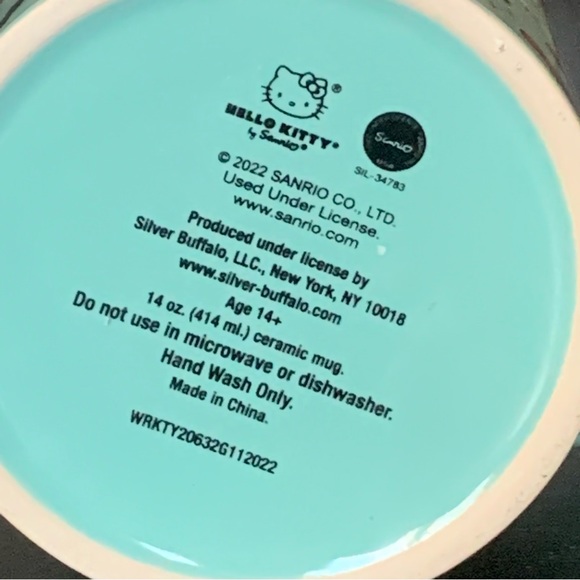 HELLO KITTY®
by Sanrio®
Sanrio
SIL-34783
© 2022 SANRIO CO., LTD.
Used Under License.
www.sanrio.com
Produced under license by
Silver Buffalo, LLC., New York, NY 10018
www.silver-buffalo.com
Age 14+
14 oz. (414 ml.) ceramic mug.
Do not use in microwave or dishwasher.
Hand Wash Only.
Made in China.
WRKTY20632G112022